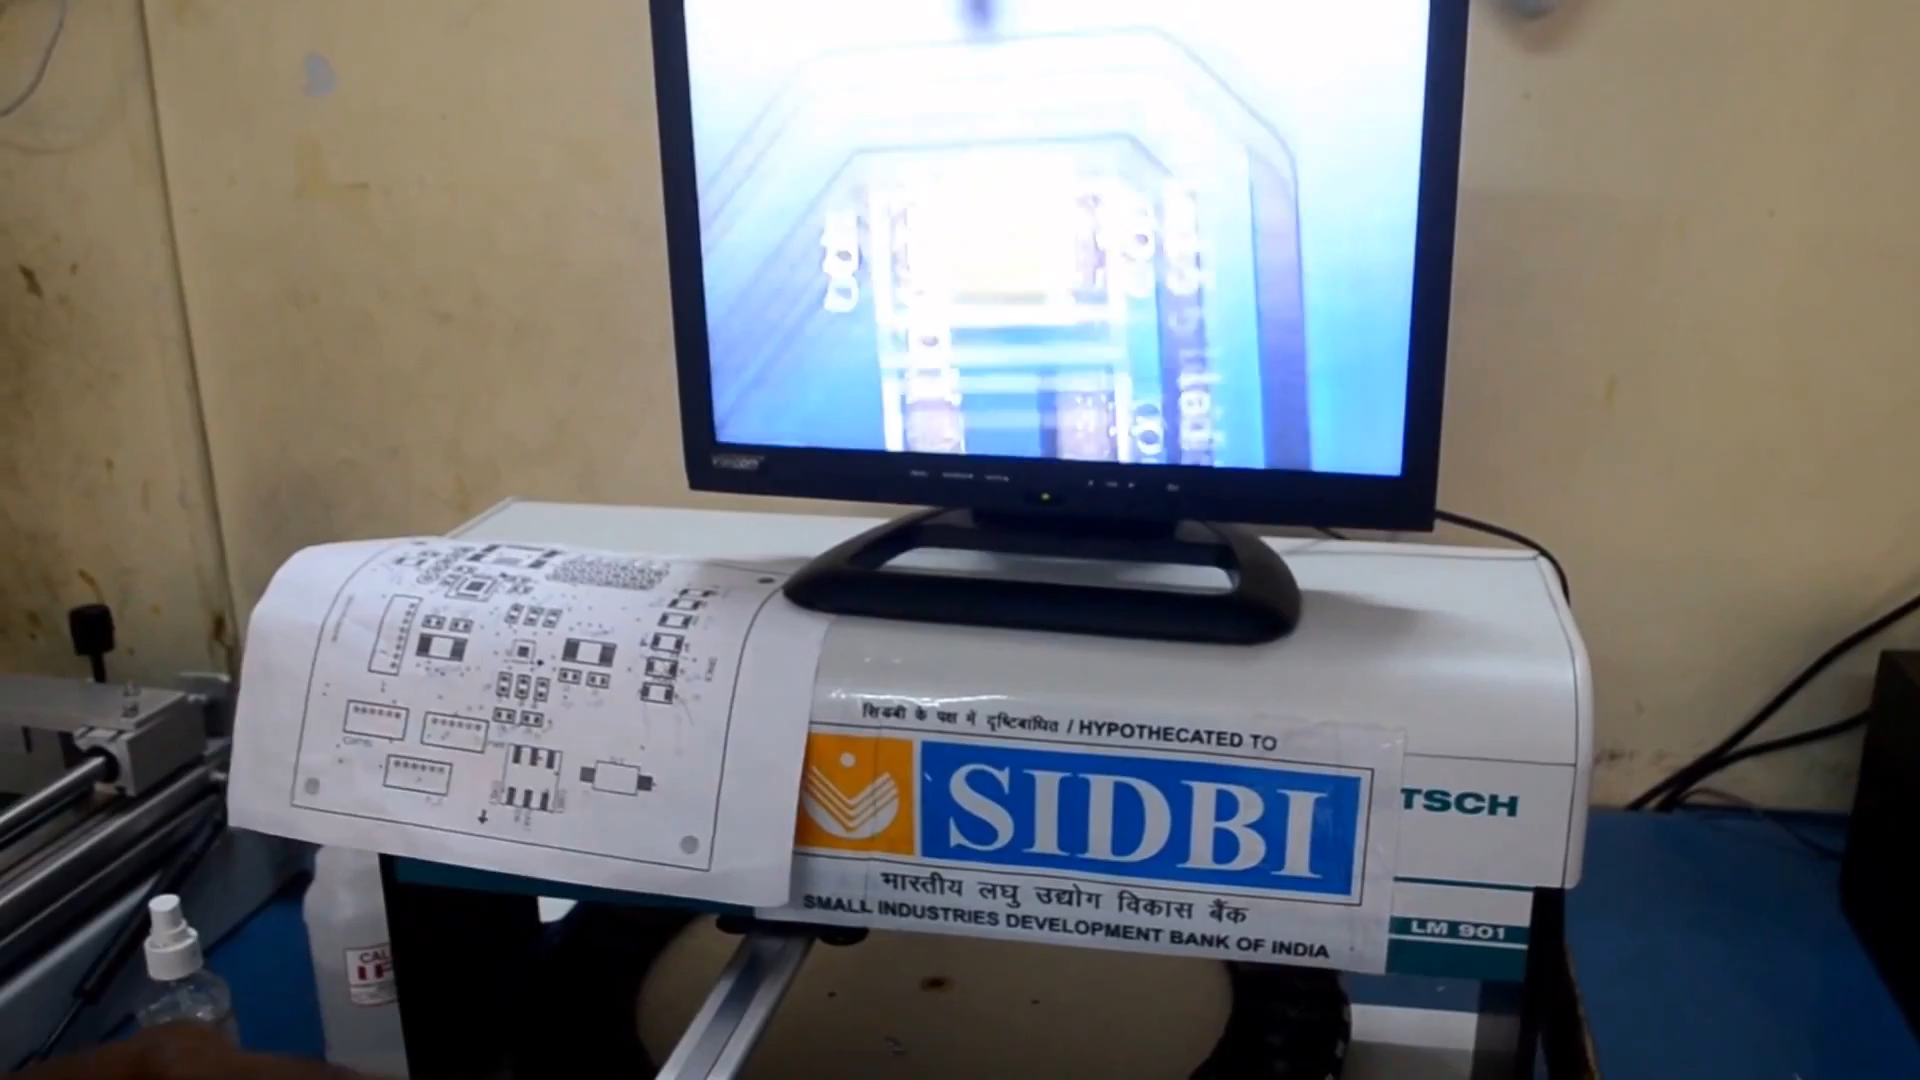 सिडबी के पक्ष में दृष्टिबांधित / HYPOTHECATED TO
SIDBI
भारतीय लघु उद्योग विकास बैंक
SMALL INDUSTRIES DEVELOPMENT BANK OF INDIA
TSCH
LM 901